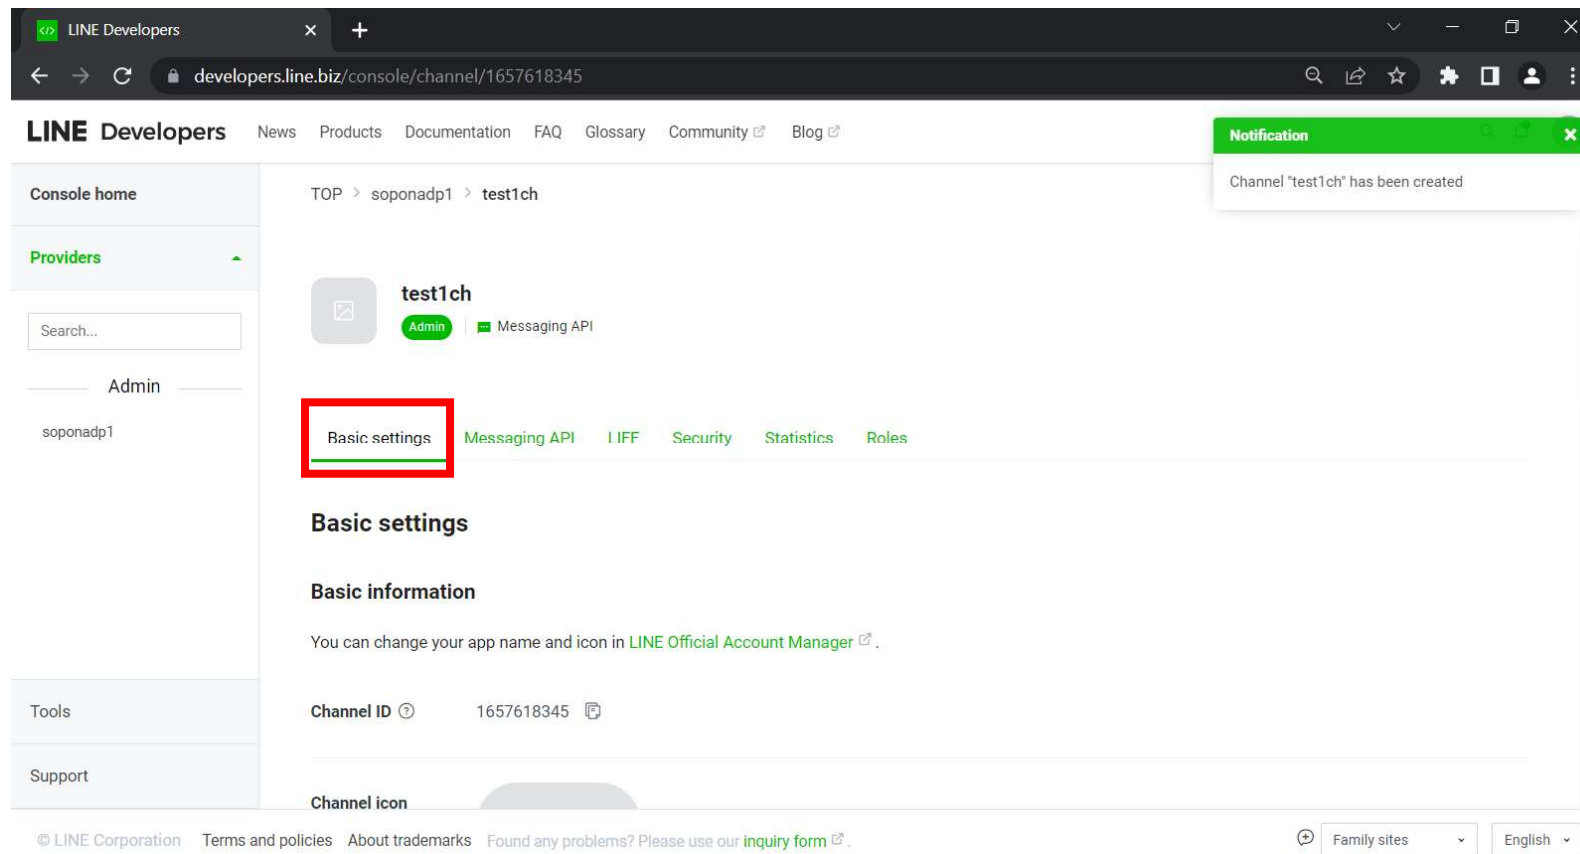 LINE Developers
developers.line.biz/console/channel/1657618345
LINE Developers News Products Documentation FAQ Glossary Community Blog
Notification
Channel "test1ch" has been created
Console home
Providers
Search...
Admin
soponadp1
Tools
Support
TOP > soponadp1 > test1ch
test1ch
Admin Messaging API
Basic settings Messaging API LIFF Security Statistics Roles
Basic settings
Basic information
You can change your app name and icon in LINE Official Account Manager .
Channel ID ? 1657618345
Channel icon
© LINE Corporation Terms and policies About trademarks Found any problems? Please use our inquiry form . Family sites English